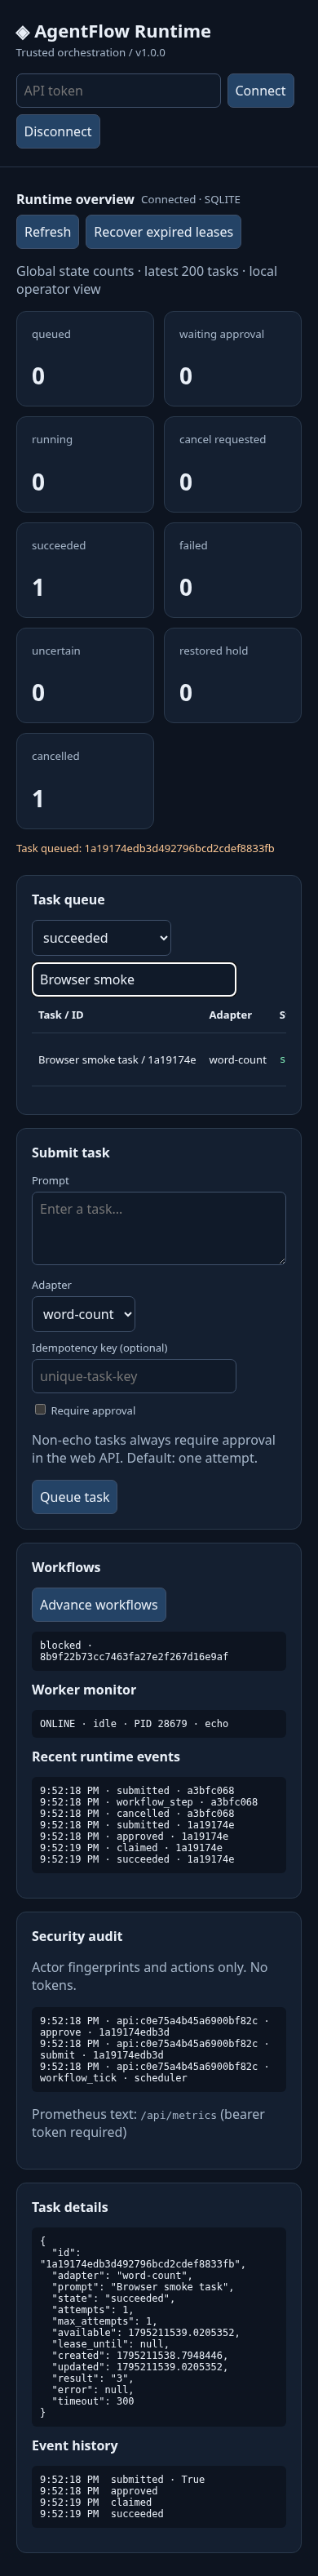 ◈ AgentFlow Runtime
Trusted orchestration / v1.0.0
API token
Connect
Disconnect
Runtime overview Connected · SQLITE
Refresh
Recover expired leases
Global state counts · latest 200 tasks · local
operator view
queued
0
waiting approval
0
running
0
cancel requested
0
succeeded
1
failed
0
uncertain
0
restored hold
0
cancelled
1
Task queued: 1a19174edb3d492796bcd2cdef8833fb
Task queue
succeeded
Browser smoke
Task / ID Adapter S
Browser smoke task / 1a19174e word-count s
Submit task
Prompt
Enter a task...
Adapter
word-count
Idempotency key (optional)
unique-task-key
Require approval
Non-echo tasks always require approval
in the web API. Default: one attempt.
Queue task
Workflows
Advance workflows
blocked ·
8b9f22b73cc7463fa27e2f267d16e9af
Worker monitor
ONLINE · idle · PID 28679 · echo
Recent runtime events
9:52:18 PM · submitted · a3bfc068
9:52:18 PM · workflow_step · a3bfc068
9:52:18 PM · cancelled · a3bfc068
9:52:18 PM · submitted · 1a19174e
9:52:18 PM · approved · 1a19174e
9:52:19 PM · claimed · 1a19174e
9:52:19 PM · succeeded · 1a19174e
Security audit
Actor fingerprints and actions only. No
tokens.
9:52:18 PM · api:c0e75a4b45a6900bf82c ·
approve · 1a19174edb3d
9:52:18 PM · api:c0e75a4b45a6900bf82c ·
submit · 1a19174edb3d
9:52:18 PM · api:c0e75a4b45a6900bf82c ·
workflow_tick · scheduler
Prometheus text: /api/metrics (bearer
token required)
Task details
{
"id":
"1a19174edb3d492796bcd2cdef8833fb",
"adapter": "word-count",
"prompt": "Browser smoke task",
"state": "succeeded",
"attempts": 1,
"max_attempts": 1,
"available": 1795211539.0205352,
"lease_until": null,
"created": 1795211538.7948446,
"updated": 1795211539.0205352,
"result": "3",
"error": null,
"timeout": 300
}
Event history
9:52:18 PM submitted · True
9:52:18 PM approved
9:52:19 PM claimed
9:52:19 PM succeeded